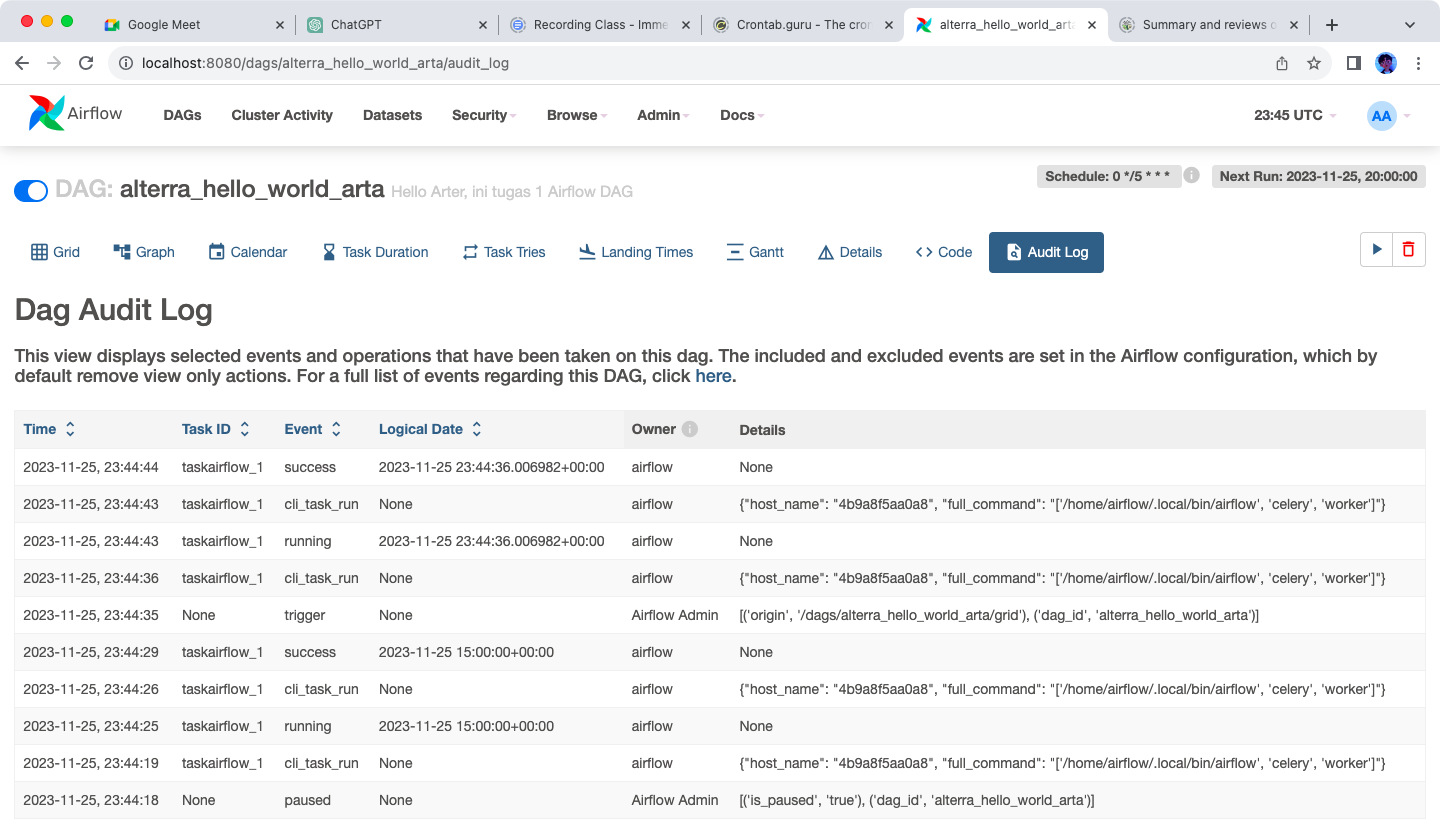 Google Meet ChatGPT Recording Class - Imme Crontab.guru - The cron alterra_hello_world_arta Summary and reviews o
localhost:8080/dags/alterra_hello_world_arta/audit_log
Airflow DAGs Cluster Activity Datasets Security Browse Admin Docs 23:45 UTC AA
DAG: alterra_hello_world_arta Hello Arter, ini tugas 1 Airflow DAG Schedule: 0 */5 * * * Next Run: 2023-11-25, 20:00:00
Grid Graph Calendar Task Duration Task Tries Landing Times Gantt Details Code Audit Log
Dag Audit Log
This view displays selected events and operations that have been taken on this dag. The included and excluded events are set in the Airflow configuration, which by
default remove view only actions. For a full list of events regarding this DAG, click here.
Time Task ID Event Logical Date Owner Details
2023-11-25, 23:44:44 taskairflow_1 success 2023-11-25 23:44:36.006982+00:00 airflow None
2023-11-25, 23:44:43 taskairflow_1 cli_task_run None airflow {"host_name": "4b9a8f5aa0a8", "full_command": "['/home/airflow/.local/bin/airflow', 'celery', 'worker']"}
2023-11-25, 23:44:43 taskairflow_1 running 2023-11-25 23:44:36.006982+00:00 airflow None
2023-11-25, 23:44:36 taskairflow_1 cli_task_run None airflow {"host_name": "4b9a8f5aa0a8", "full_command": "['/home/airflow/.local/bin/airflow', 'celery', 'worker']"}
2023-11-25, 23:44:35 None trigger None Airflow Admin [('origin', '/dags/alterra_hello_world_arta/grid'), ('dag_id', 'alterra_hello_world_arta')]
2023-11-25, 23:44:29 taskairflow_1 success 2023-11-25 15:00:00+00:00 airflow None
2023-11-25, 23:44:26 taskairflow_1 cli_task_run None airflow {"host_name": "4b9a8f5aa0a8", "full_command": "['/home/airflow/.local/bin/airflow', 'celery', 'worker']"}
2023-11-25, 23:44:25 taskairflow_1 running 2023-11-25 15:00:00+00:00 airflow None
2023-11-25, 23:44:19 taskairflow_1 cli_task_run None airflow {"host_name": "4b9a8f5aa0a8", "full_command": "['/home/airflow/.local/bin/airflow', 'celery', 'worker']"}
2023-11-25, 23:44:18 None paused None Airflow Admin [('is_paused', 'true'), ('dag_id', 'alterra_hello_world_arta')]